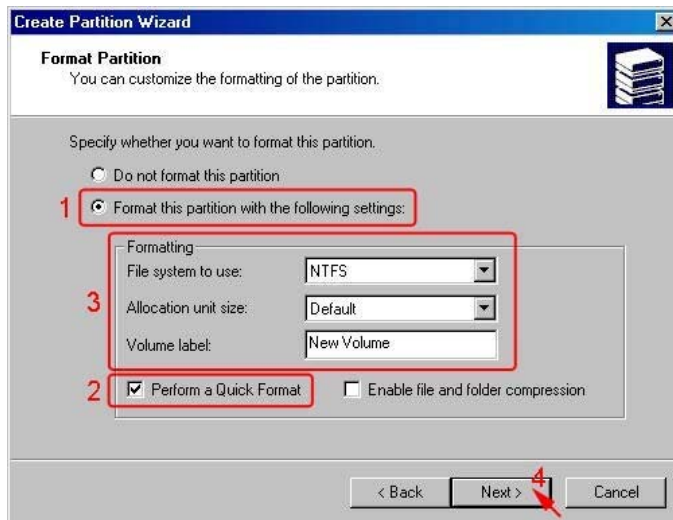 Create Partition Wizard
Format Partition
You can customize the formatting of the partition.
Specify whether you want to format this partition.
Do not format this partition
1 Format this partition with the following settings:
Formatting
File system to use: NTFS
3 Allocation unit size: Default
Volume label: New Volume
2 Perform a Quick Format Enable file and folder compression
< Back Next > 4 Cancel